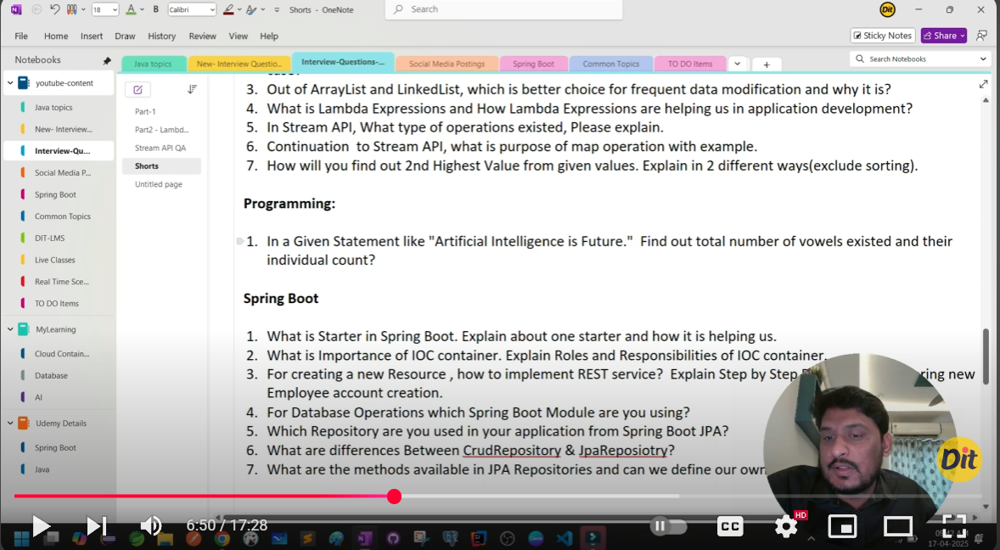 18
A
B
Calibri
Shorts - OneNote
Search
Dit
File Home Insert Draw History Review View Help
Sticky Notes
Share
Notebooks
Java topics
New- Interview Questio...
Interview-Questions-...
Social Media Postings
Spring Boot
Common Topics
TO DO Items
+
Search Notebooks
youtube-content
Java topics
New- Interview...
Interview-Qu...
Social Media P...
Spring Boot
Common Topics
DIT-LMS
Live Classes
Real Time Sce...
TO DO Items
MyLearning
Cloud Contain...
Database
AI
Udemy Details
Spring Boot
Java
Part-1
Part2 - Lambd...
Stream API QA
Shorts
Untitled page
3. Out of ArrayList and LinkedList, which is better choice for frequent data modification and why it is?
4. What is Lambda Expressions and How Lambda Expressions are helping us in application development?
5. In Stream API, What type of operations existed, Please explain.
6. Continuation to Stream API, what is purpose of map operation with example.
7. How will you find out 2nd Highest Value from given values. Explain in 2 different ways(exclude sorting).
Programming:
1. In a Given Statement like "Artificial Intelligence is Future." Find out total number of vowels existed and their
individual count?
Spring Boot
1. What is Starter in Spring Boot. Explain about one starter and how it is helping us.
2. What is Importance of IOC container. Explain Roles and Responsibilities of IOC container.
3. For creating a new Resource , how to implement REST service? Explain Step by Step ring new
Employee account creation.
4. For Database Operations which Spring Boot Module are you using?
5. Which Repository are you used in your application from Spring Boot JPA?
6. What are differences Between CrudRepository & JpaReposiotry?
7. What are the methods available in JPA Repositories and can we define our own
Dit
6:50 / 17:28
CC
HD
17-04-2025